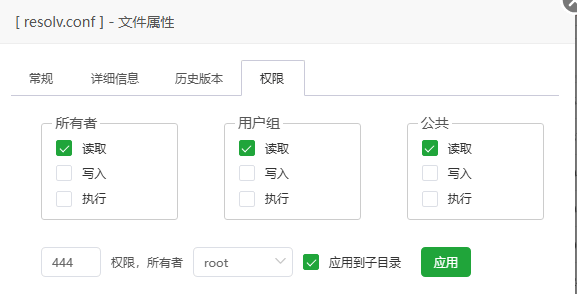 [ resolv.conf ] - 文件属性
常规 详细信息 历史版本 权限
所有者 用户组 公共
读取 读取 读取
写入 写入 写入
执行 执行 执行
444 权限，所有者 root 应用到子目录 应用